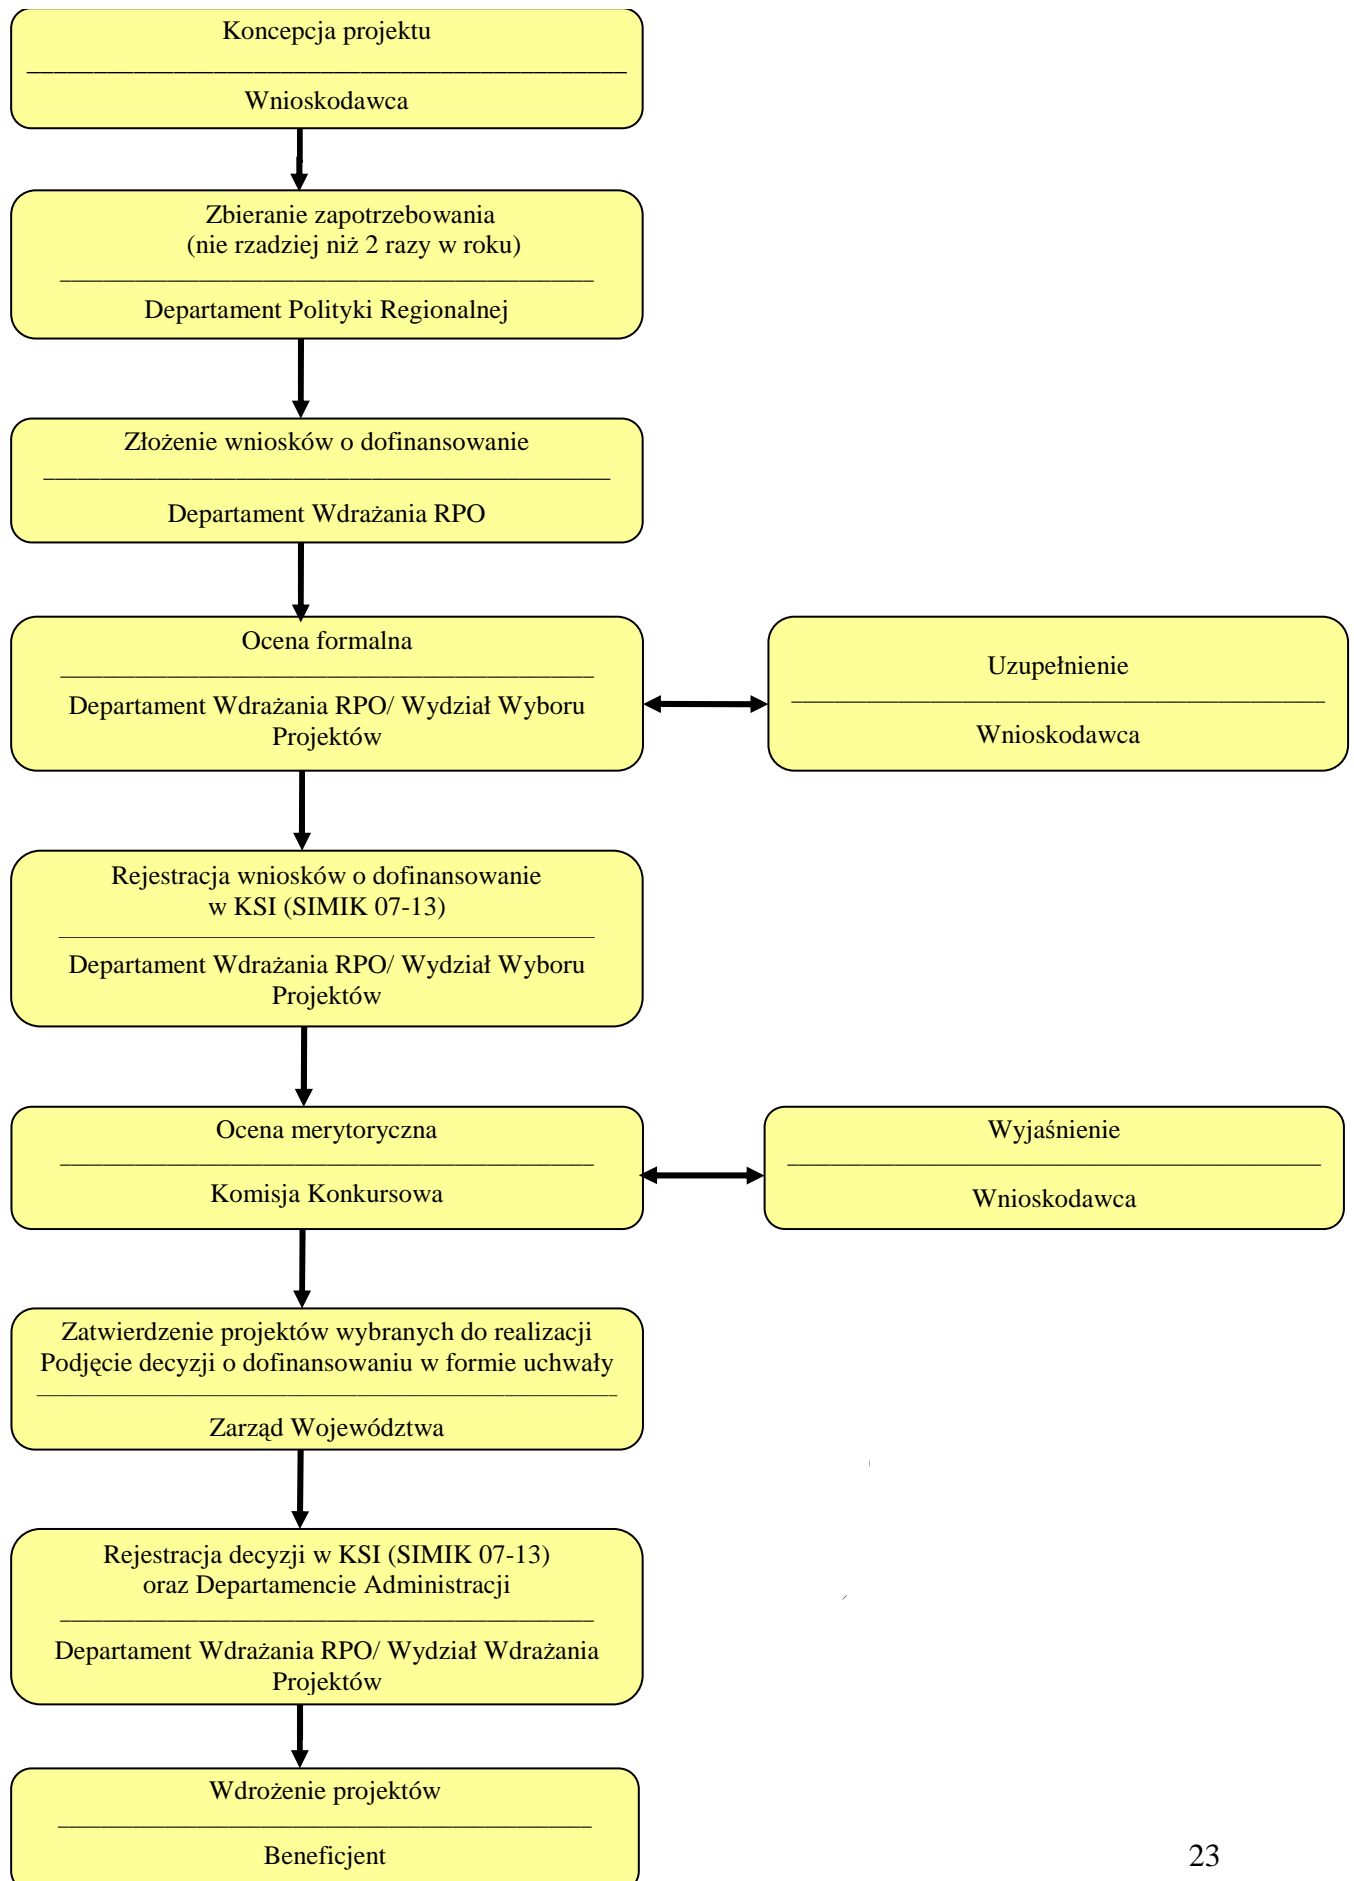 Koncepcja projektu
Wnioskodawca
Zbieranie zapotrzebowania
(nie rzadziej niż 2 razy w roku)
Departament Polityki Regionalnej
Złożenie wniosków o dofinansowanie
Departament Wdrażania RPO
Ocena formalna
Departament Wdrażania RPO/ Wydział Wyboru
Projektów
Uzupełnienie
Wnioskodawca
Rejestracja wniosków o dofinansowanie
w KSI (SIMIK 07-13)
Departament Wdrażania RPO/ Wydział Wyboru
Projektów
Ocena merytoryczna
Komisja Konkursowa
Wyjaśnienie
Wnioskodawca
Zatwierdzenie projektów wybranych do realizacji
Podjęcie decyzji o dofinansowaniu w formie uchwały
Zarząd Województwa
Rejestracja decyzji w KSI (SIMIK 07-13)
oraz Departamencie Administracji
Departament Wdrażania RPO/ Wydział Wdrażania
Projektów
Wdrożenie projektów
Beneficjent
23